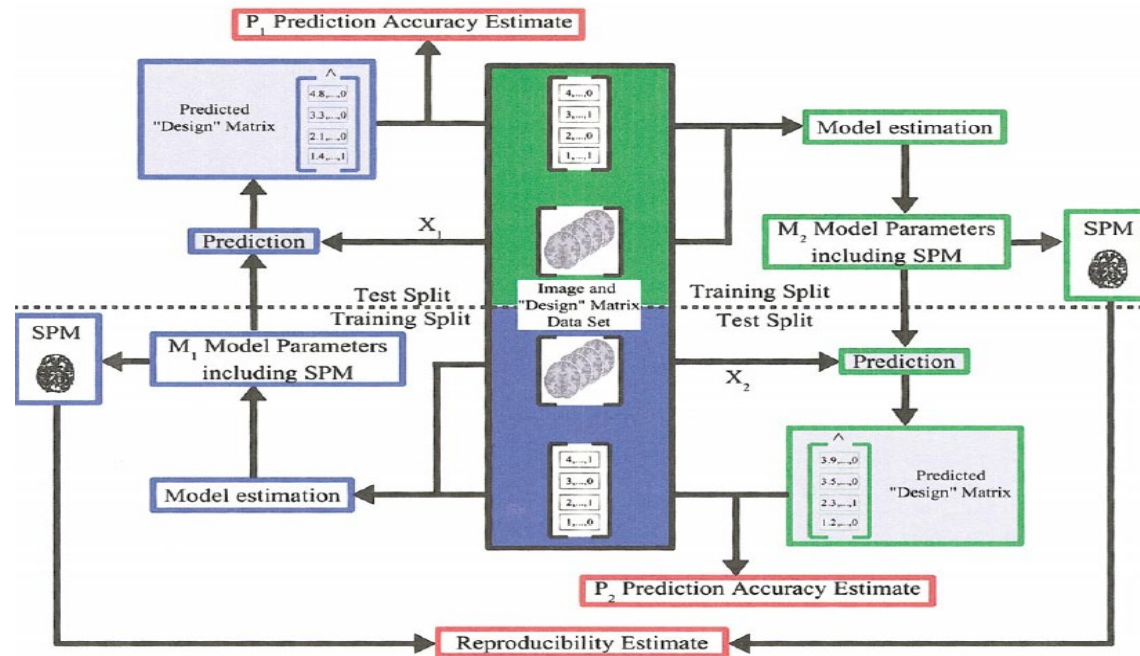 P1 Prediction Accuracy Estimate
Predicted
"Design" Matrix
^
4.8,...,0
3.3,...,0
2.1,...,0
1.4,...,1
4,...,0
3,...,1
2,...,0
1,...,1
Model estimation
M2 Model Parameters
including SPM
SPM
Prediction
X1
Test Split
Training Split
Image and
"Design" Matrix
Data Set
Training Split
Test Split
SPM
M1 Model Parameters
including SPM
X2
Prediction
Model estimation
4,...,1
3,...,0
2,...,1
1,...,0
^
3.9,...,0
3.5,...,0
2.3,...,1
1.2,...,0
Predicted
"Design" Matrix
P2 Prediction Accuracy Estimate
Reproducibility Estimate